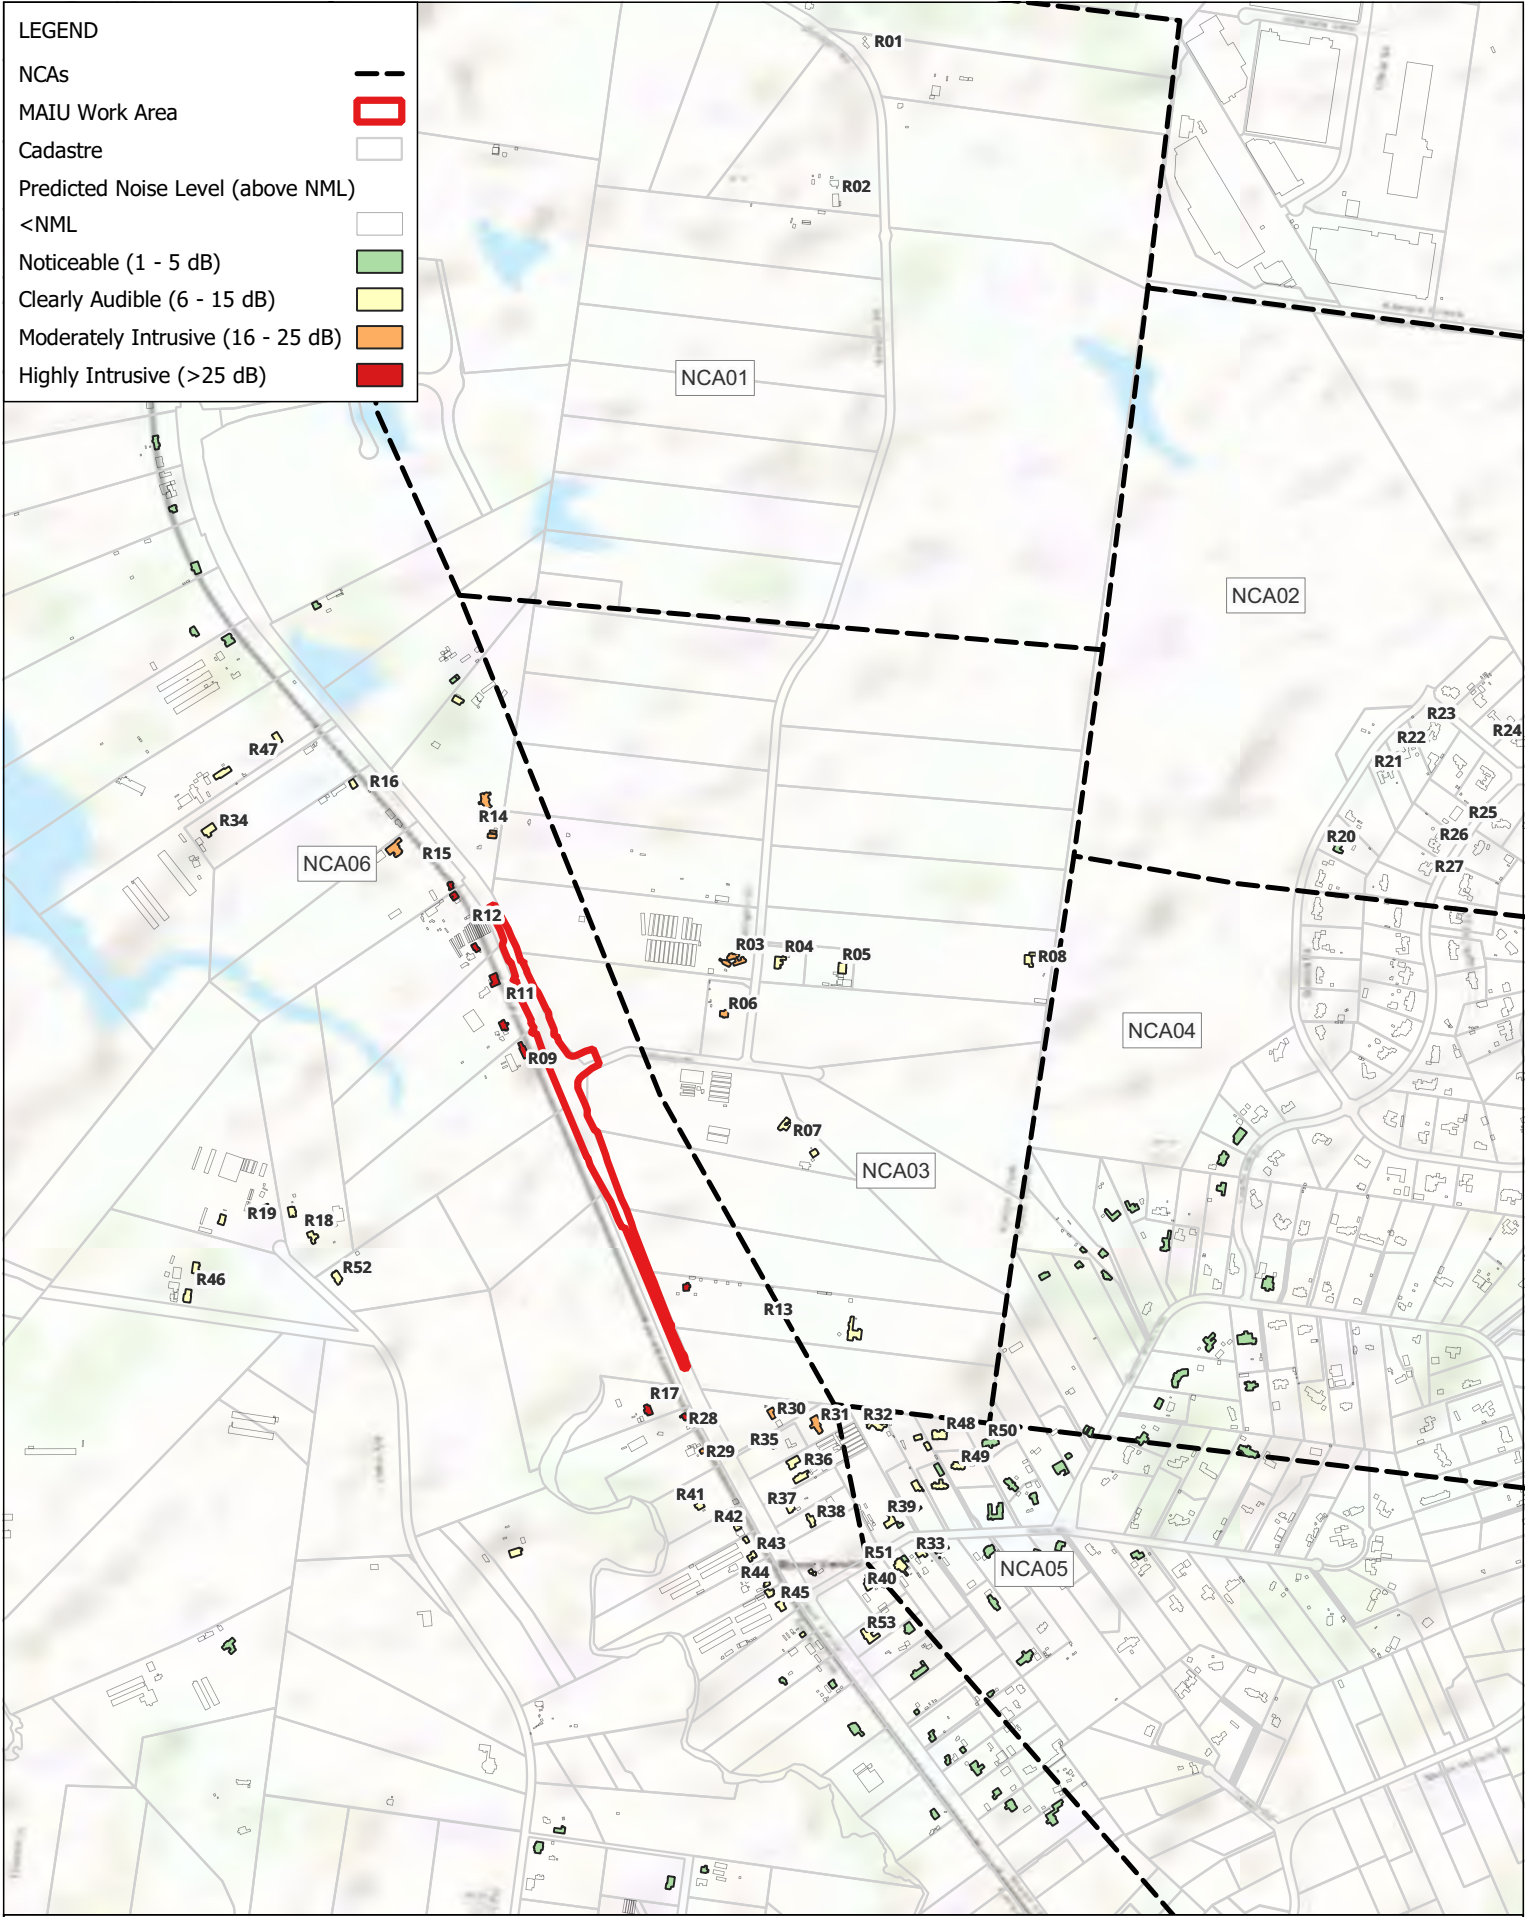 LEGEND
NCAs
MAIU Work Area
Cadastre
Predicted Noise Level (above NML)
<NML
Noticeable (1 - 5 dB)
Clearly Audible (6 - 15 dB)
Moderately Intrusive (16 - 25 dB)
Highly Intrusive (>25 dB)
R01
R02
NCA01
NCA02
R23
R24
R22
R47
R21
R16
R14
R25
R34
R26
R20
R15
NCA06
R27
R12
R03
R04
R05
R08
R11
R06
NCA04
R09
R07
NCA03
R19
R18
R52
R46
R13
R17
R30
R31
R32
R28
R48
R50
R35
R29
R36
R49
R41
R37
R39
R38
R42
R43
R33
R51
R44
R40
NCA05
R45
R53